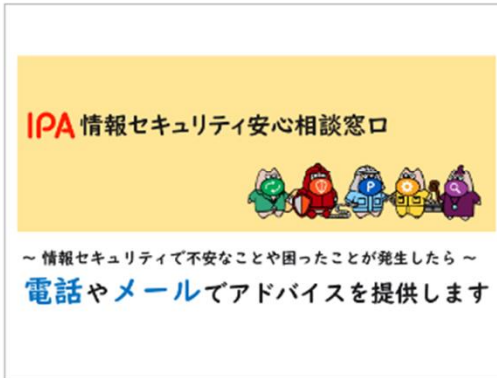 IPA 情報セキュリティ安心相談窓口
P
～ 情報セキュリティで不安なことや困ったことが発生したら ～
電話やメールでアドバイスを提供します